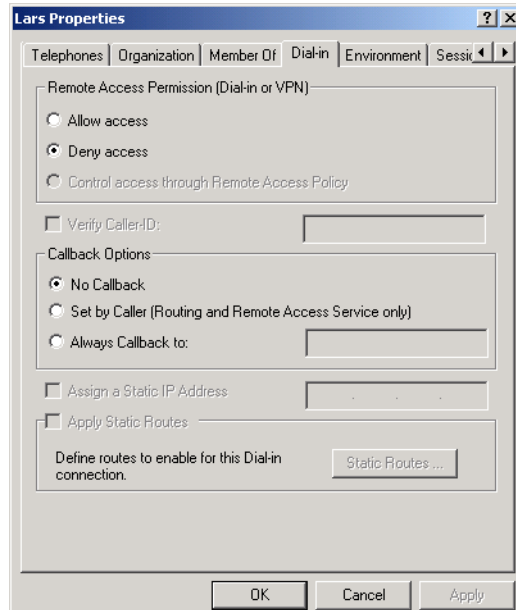 Lars Properties
Telephones Organization Member Of Dial-in Environment
Remote Access Permission (Dial-in or VPN)
Allow access
Deny access
Control access through Remote Access Policy
Verify Caller-ID:
Callback Options
No Callback
Set by Caller (Routing and Remote Access Service only)
Always Callback to:
Assign a Static IP Address
Apply Static Routes
Define routes to enable for this Dial-in
connection.
Static Routes ...
OK Cancel Apply